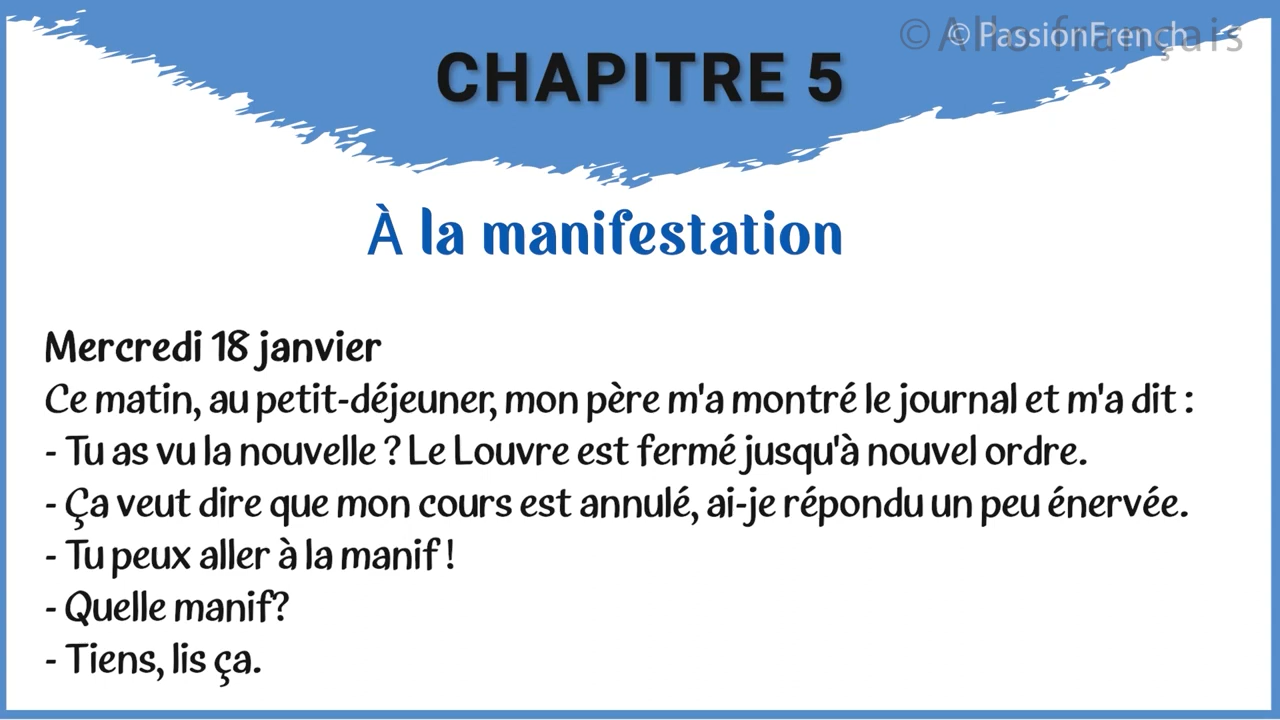 © Allo français
© PassionFrench
CHAPITRE 5
À la manifestation
Mercredi 18 janvier
Ce matin, au petit-déjeuner, mon père m'a montré le journal et m'a dit :
- Tu as vu la nouvelle ? Le Louvre est fermé jusqu'à nouvel ordre.
- Ça veut dire que mon cours est annulé, ai-je répondu un peu énervée.
- Tu peux aller à la manif !
- Quelle manif?
- Tiens, lis ça.